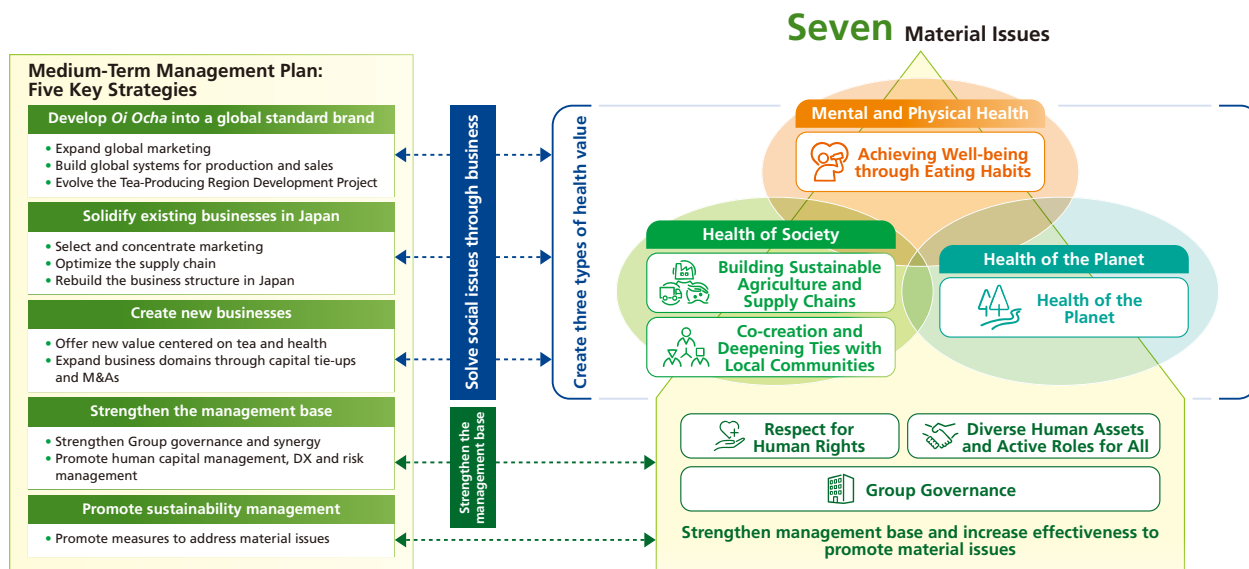 Medium-Term Management Plan:
Five Key Strategies
Develop Oi Ocha into a global standard brand
• Expand global marketing
• Build global systems for production and sales
• Evolve the Tea-Producing Region Development Project
Solidify existing businesses in Japan
• Select and concentrate marketing
• Optimize the supply chain
• Rebuild the business structure in Japan
Create new businesses
• Offer new value centered on tea and health
• Expand business domains through capital tie-ups
and M&As
Strengthen the management base
• Strengthen Group governance and synergy
• Promote human capital management, DX and risk
management
Promote sustainability management
• Promote measures to address material issues
Solve social issues through business
Strengthen the
management base
Create three types of health value
Seven Material Issues
Mental and Physical Health
Achieving Well-being
through Eating Habits
Health of Society
Building Sustainable
Agriculture and
Supply Chains
Co-creation and
Deepening Ties with
Local Communities
Health of the Planet
Health of the
Planet
Respect for
Human Rights
Diverse Human Assets
and Active Roles for All
Group Governance
Strengthen management base and increase effectiveness to
promote material issues